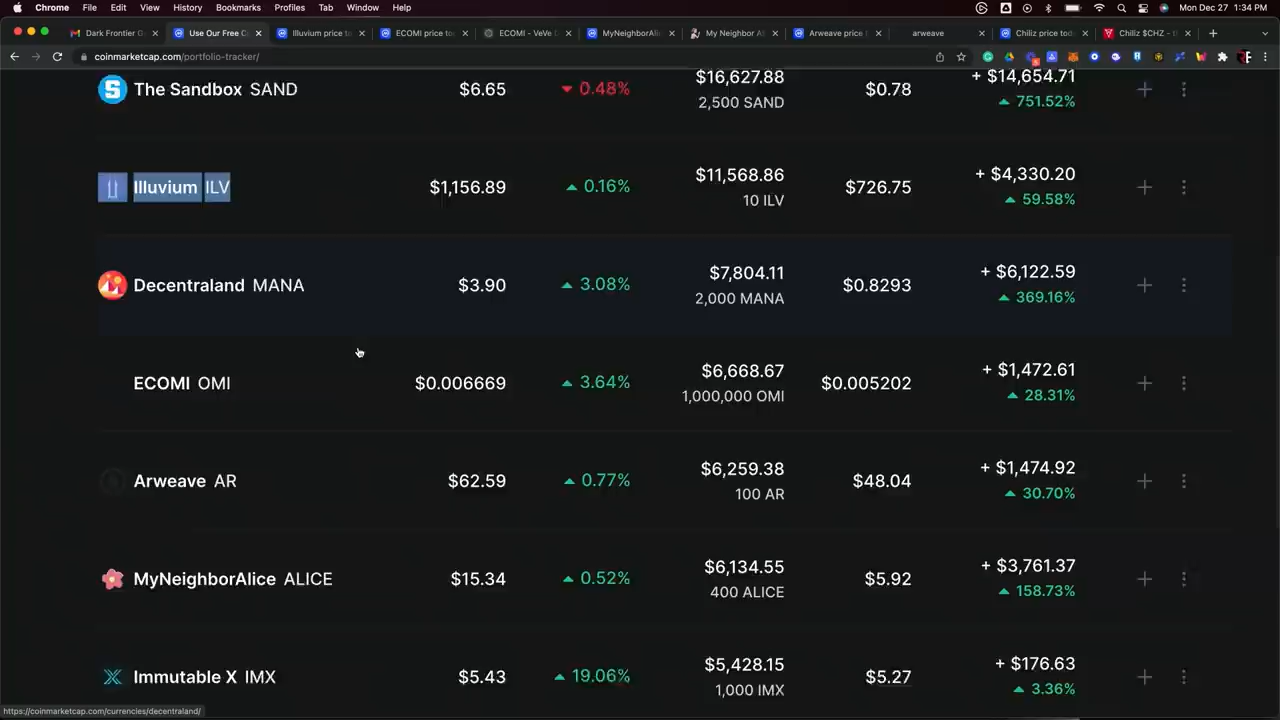 Chrome File Edit View History Bookmarks Profiles Tab Window Help Mon Dec 27 1:34 PM
Dark Frontier Use Our Free C Illuvium price to ECOMI price tod ECOMI - VeVe D MyNeighborAli My Neighbor A Arweave price arweave Chiliz price tod Chiliz $CHZ
coinmarketcap.com/portfolio-tracker/
The Sandbox SAND $6.65 0.48% $16,627.88 $0.78 + $14,654.71
2,500 SAND 751.52%
Illuvium ILV $1,156.89 0.16% $11,568.86 $726.75 + $4,330.20
10 ILV 59.58%
Decentraland MANA $3.90 3.08% $7,804.11 $0.8293 + $6,122.59
2,000 MANA 369.16%
ECOMI OMI $0.006669 3.64% $6,668.67 $0.005202 + $1,472.61
1,000,000 OMI 28.31%
Arweave AR $62.59 0.77% $6,259.38 $48.04 + $1,474.92
100 AR 30.70%
MyNeighborAlice ALICE $15.34 0.52% $6,134.55 $5.92 + $3,761.37
400 ALICE 158.73%
Immutable X IMX $5.43 19.06% $5,428.15 $5.27 + $176.63
1,000 IMX 3.36%
https://coinmarketcap.com/currencies/decentraland/